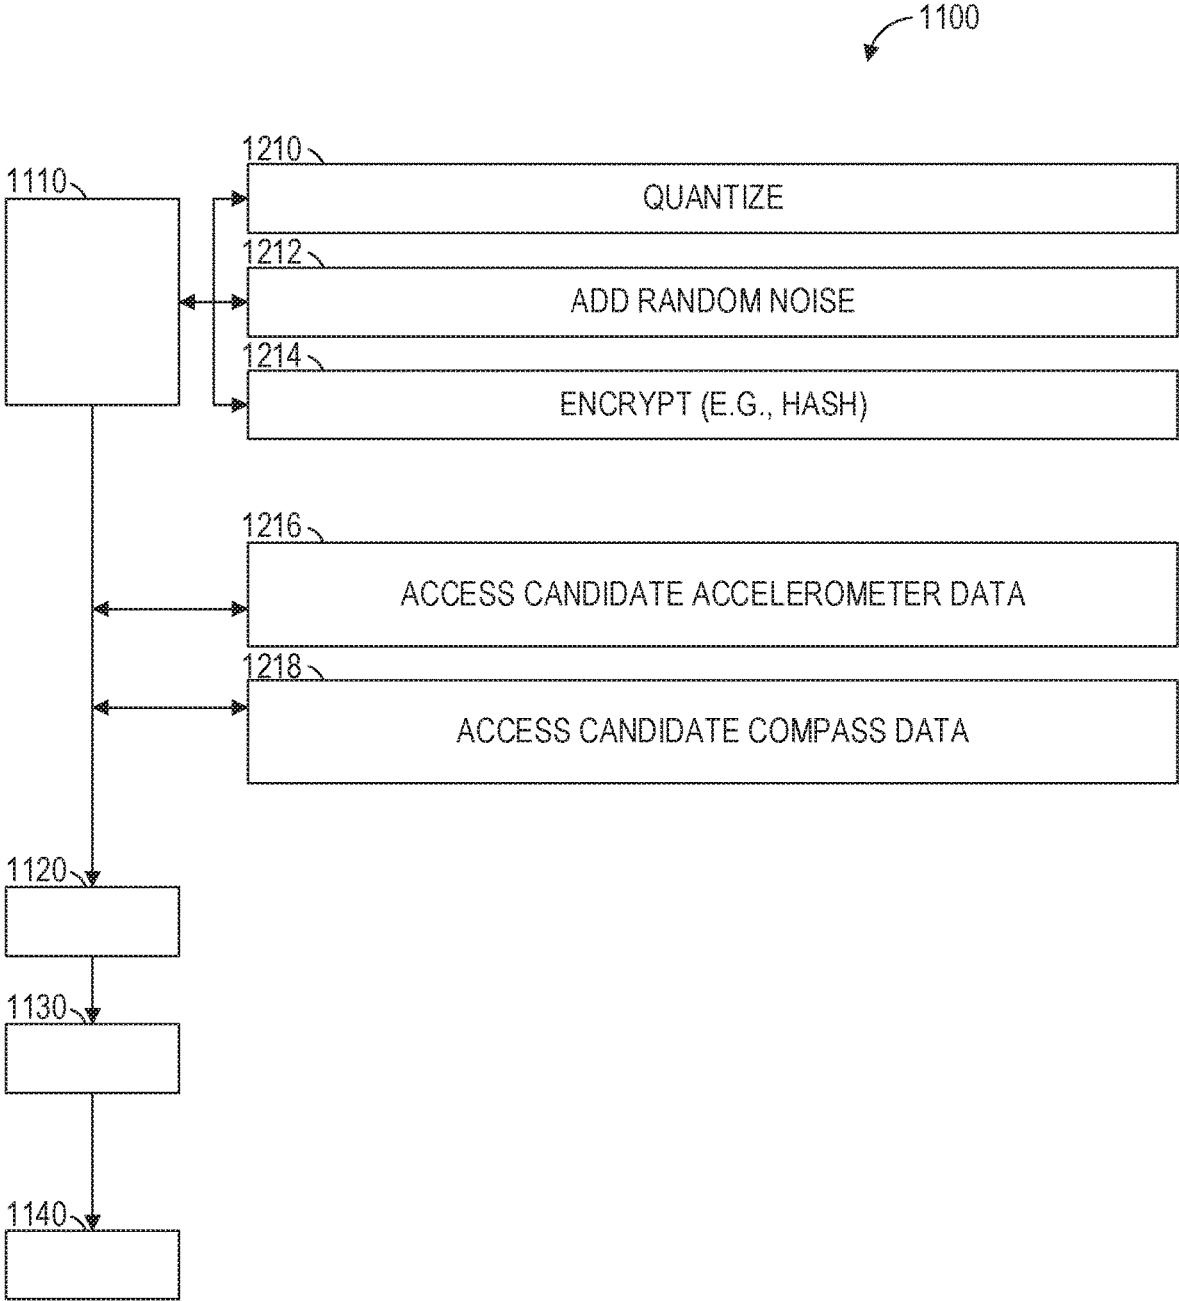 1100
1210
1110
QUANTIZE
1212
ADD RANDOM NOISE
1214
ENCRYPT (E.G., HASH)
1216
ACCESS CANDIDATE ACCELEROMETER DATA
1218
ACCESS CANDIDATE COMPASS DATA
1120
1130
1140